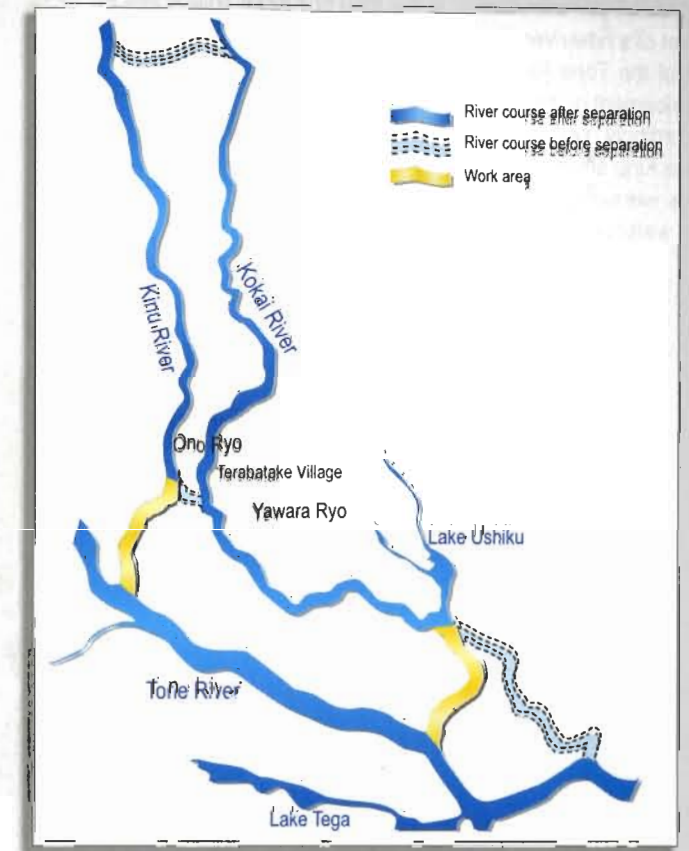 River course after separation
River course before separation
Work area
Kinu River
Kokai River
Ono Ryo
Terabatake Village
Yawara Ryo
Lake Ushiku
Tone River
Lake Tega